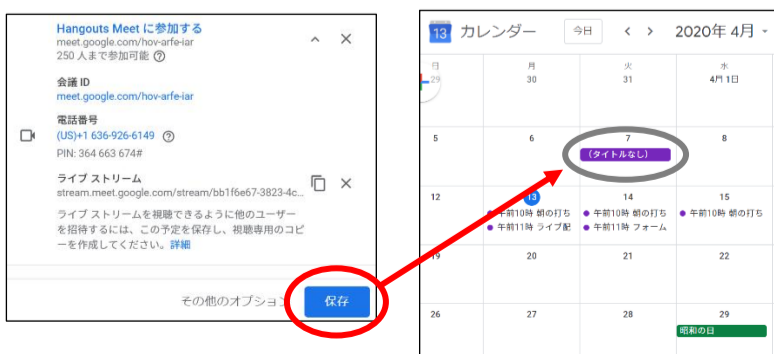 Hangouts Meet に参加する
meet.google.com/hov-arfe-iar
250 人まで参加可能
会議 ID
meet.google.com/hov-arfe-iar
電話番号
(US)+1 636-926-6149
PIN: 364 663 674#
ライブ ストリーム
stream.meet.google.com/stream/bb1f6e67-3823-4c...
ライブ ストリームを視聴できるように他のユーザー
を招待するには、この予定を保存し、視聴専用のコピ
ーを作成してください。詳細
その他のオプション
保存
13 カレンダー 今日 2020年 4月
日 月 火 水
29 30 31 4月 1日
5 6 7 8
(タイトルなし)
12 13 14 15
午前10時 朝の打ち 午前10時 朝の打ち 午前10時 朝の打ち
午前11時 ライブ配 午前11時 フォーム
19 20 21 22
26 27 28 29
昭和の日